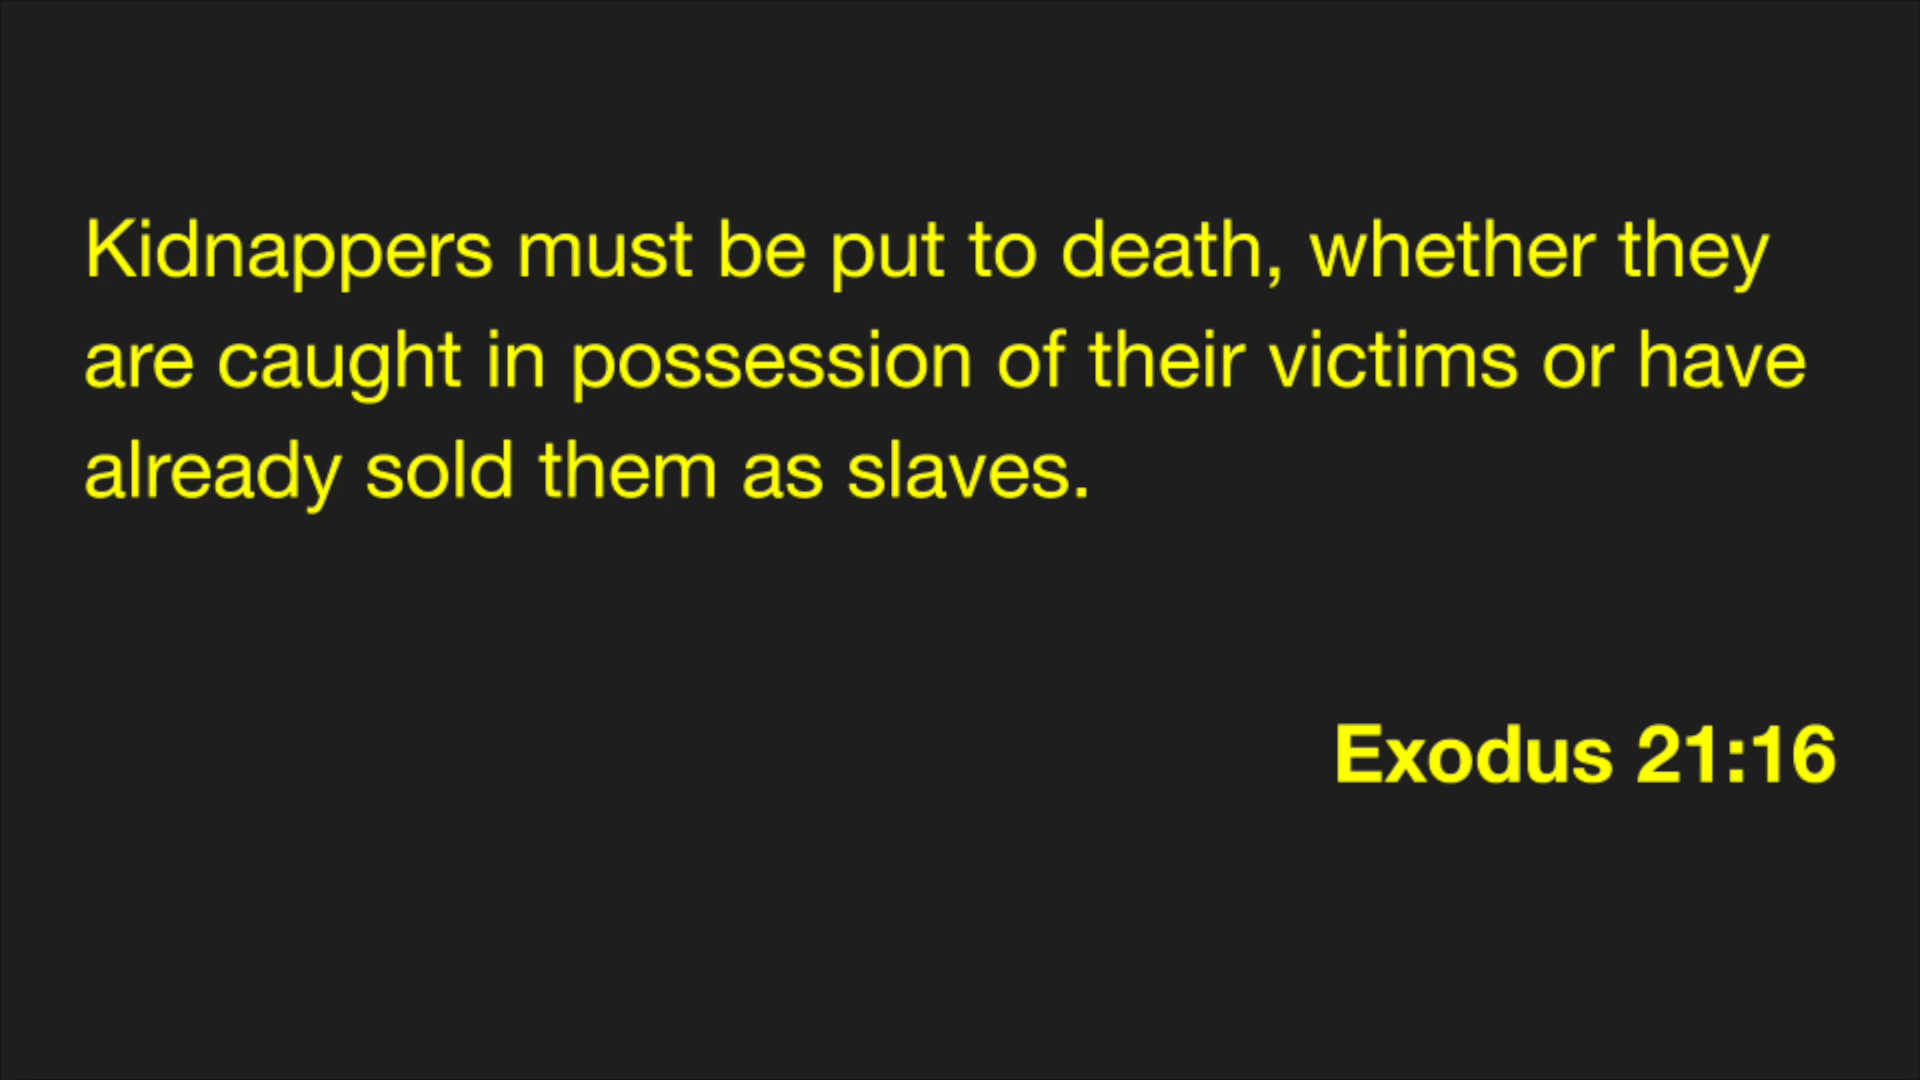 Kidnappers must be put to death, whether they
are caught in possession of their victims or have
already sold them as slaves.
Exodus 21:16